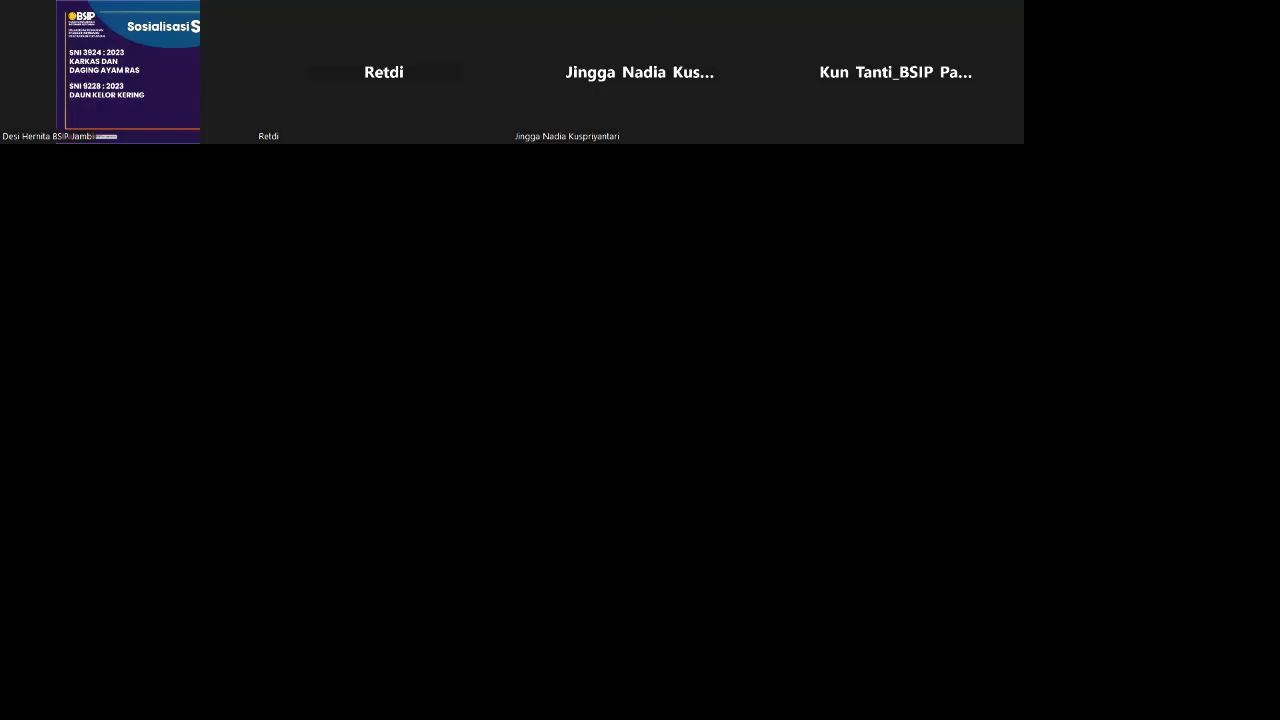 BSIP
SosialisasiS
SNI 3924 : 2023
KARKAS DAN
DAGING AYAM RAS
SNI 9228 : 2023
DAUN KELOR KERING
Desi Hernita BSIP Jambi
Retdi
Retdi
Jingga Nadia Kus...
Jingga Nadia Kuspriyantari
Kun Tanti_BSIP Pa...